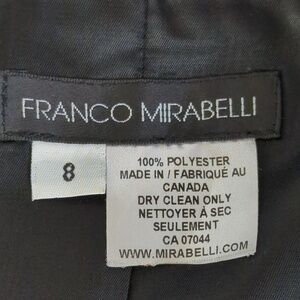 FRANCO MIRABELLI
8
100% POLYESTER
MADE IN / FABRIQUÉ AU
CANADA
DRY CLEAN ONLY
NETTOYER À SEC
SEULEMENT
CA 07044
WWW.MIRABELLI.COM